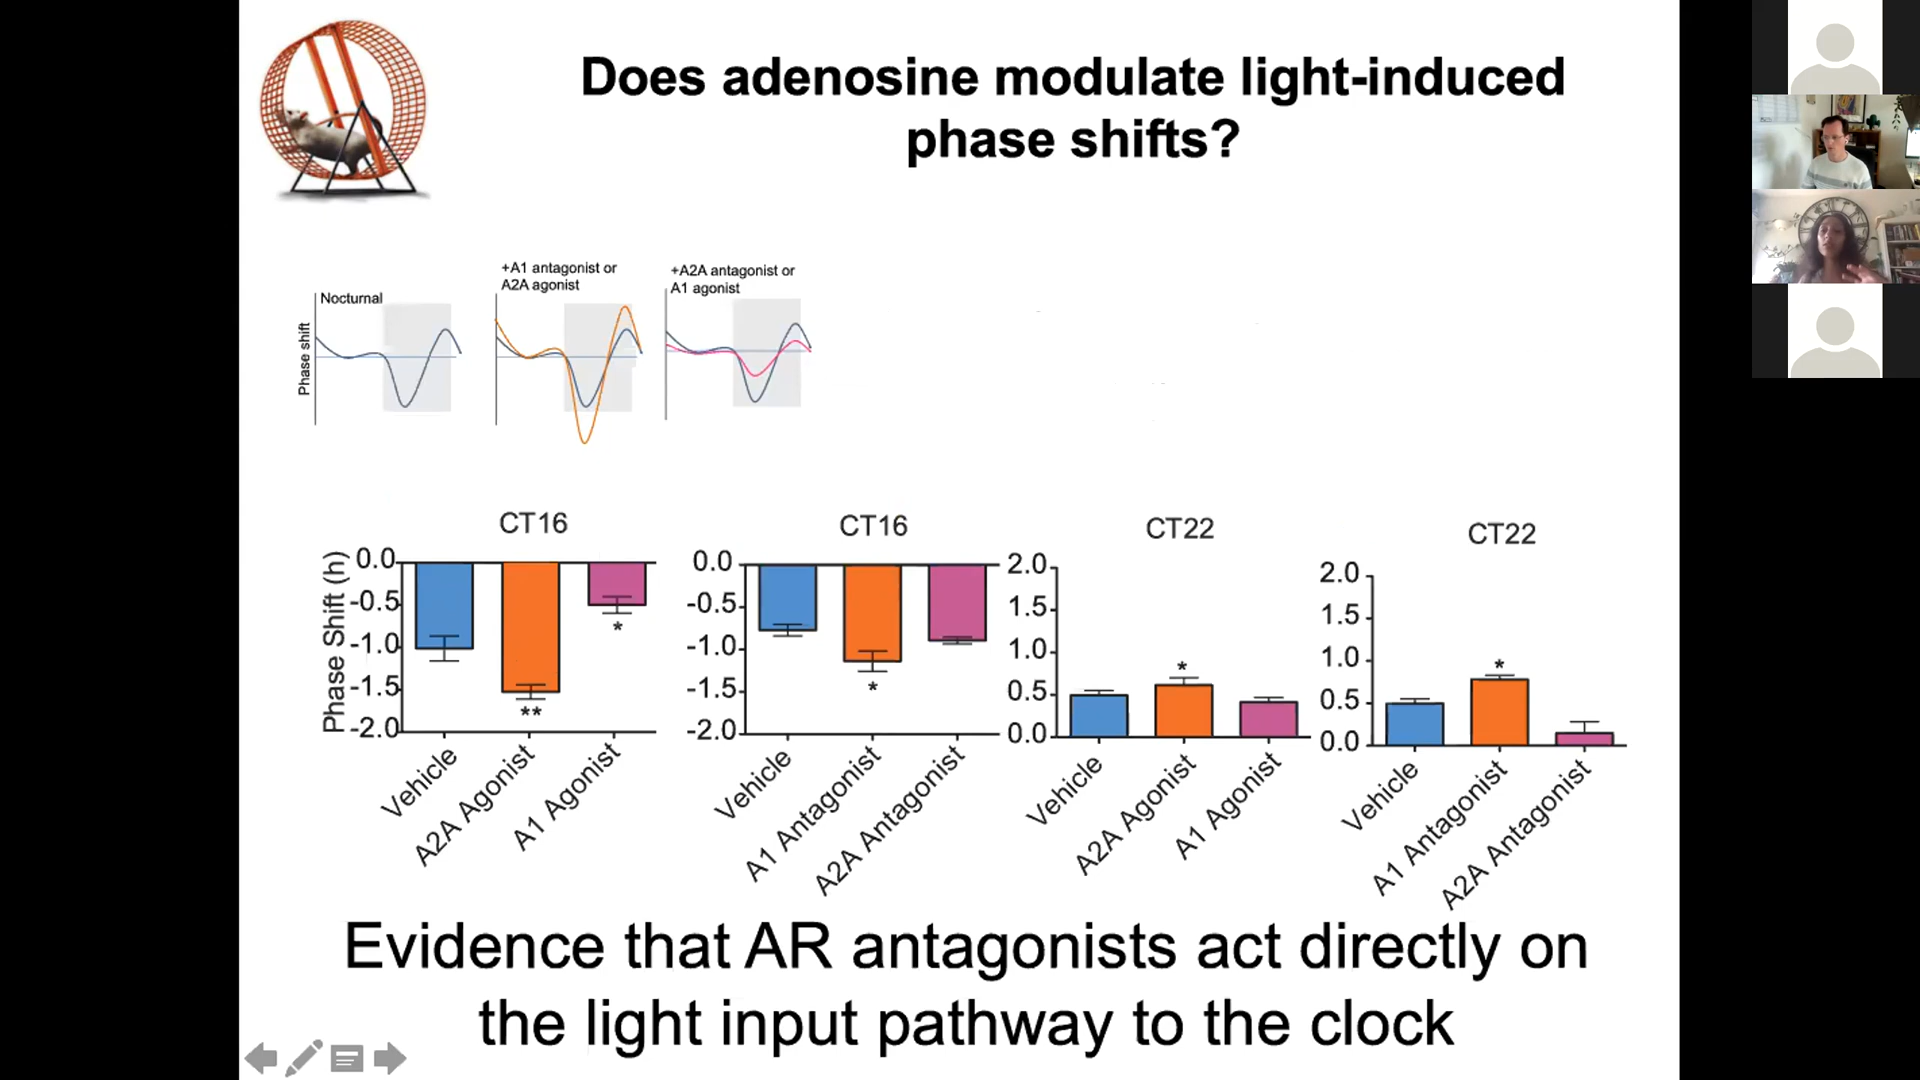 Does adenosine modulate light-induced
phase shifts?
Nocturnal
Phase shift
+A1 antagonist or
A2A agonist
+A2A antagonist or
A1 agonist
CT16
Phase Shift (h)
0.0
-0.5
-1.0
-1.5
-2.0
*
**
Vehicle
A2A Agonist
A1 Agonist
CT16
0.0
-0.5
-1.0
-1.5
-2.0
*
Vehicle
A1 Antagonist
A2A Antagonist
CT22
2.0
1.5
1.0
0.5
0.0
*
Vehicle
A2A Agonist
A1 Agonist
CT22
2.0
1.5
1.0
0.5
0.0
*
Vehicle
A1 Antagonist
A2A Antagonist
Evidence that AR antagonists act directly on
the light input pathway to the clock